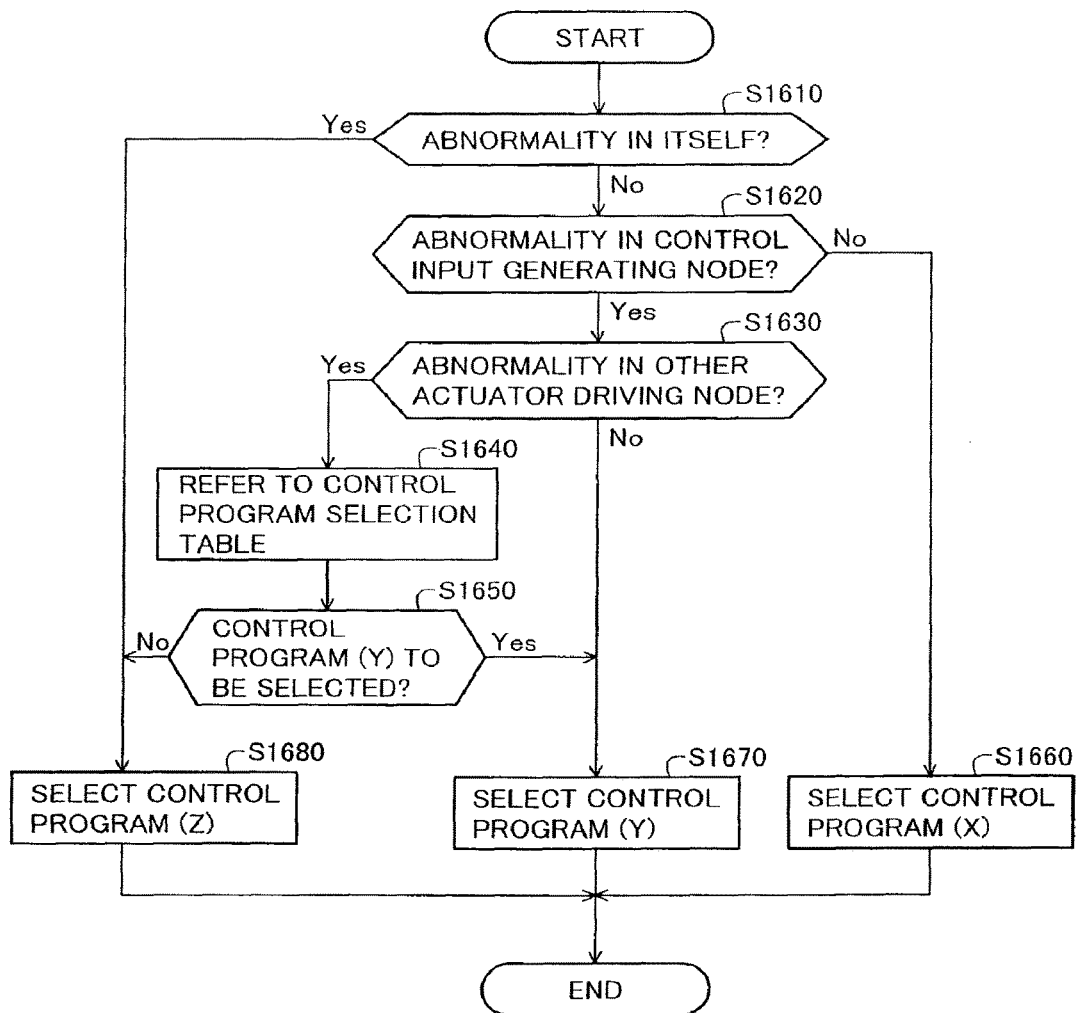 START
S1610
Yes
ABNORMALITY IN ITSELF?
No
S1620
ABNORMALITY IN CONTROL
INPUT GENERATING NODE?
No
Yes
S1630
Yes
ABNORMALITY IN OTHER
ACTUATOR DRIVING NODE?
No
S1640
REFER TO CONTROL
PROGRAM SELECTION
TABLE
S1650
No
CONTROL
PROGRAM (Y) TO
BE SELECTED?
Yes
S1680
SELECT CONTROL
PROGRAM (Z)
S1670
SELECT CONTROL
PROGRAM (Y)
S1660
SELECT CONTROL
PROGRAM (X)
END